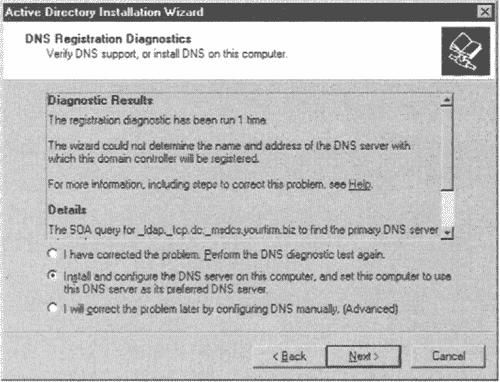 Active Directory Installation Wizard
DNS Registration Diagnostics
Verify DNS support, or install DNS on this computer.
Diagnostic Results
The registration diagnostic has been run 1 time.
The wizard could not determine the name and address of the DNS server with
which this domain controller will be registered.
For more information, including steps to correct this problem, see Help.
Details
The SOA query for _ldap._tcp.dc._msdcs.yourfirm.biz to find the primary DNS server
I have corrected the problem. Perform the DNS diagnostic test again.
Install and configure the DNS server on this computer, and set this computer to use
this DNS server as its preferred DNS server.
I will correct the problem later by configuring DNS manually. (Advanced)
< Back
Next >
Cancel